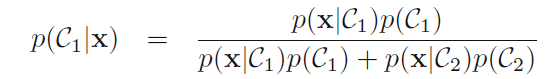 p(C₁|x) = p(x|C₁)p(C₁) / p(x|C₁)p(C₁) + p(x|C₂)p(C₂)